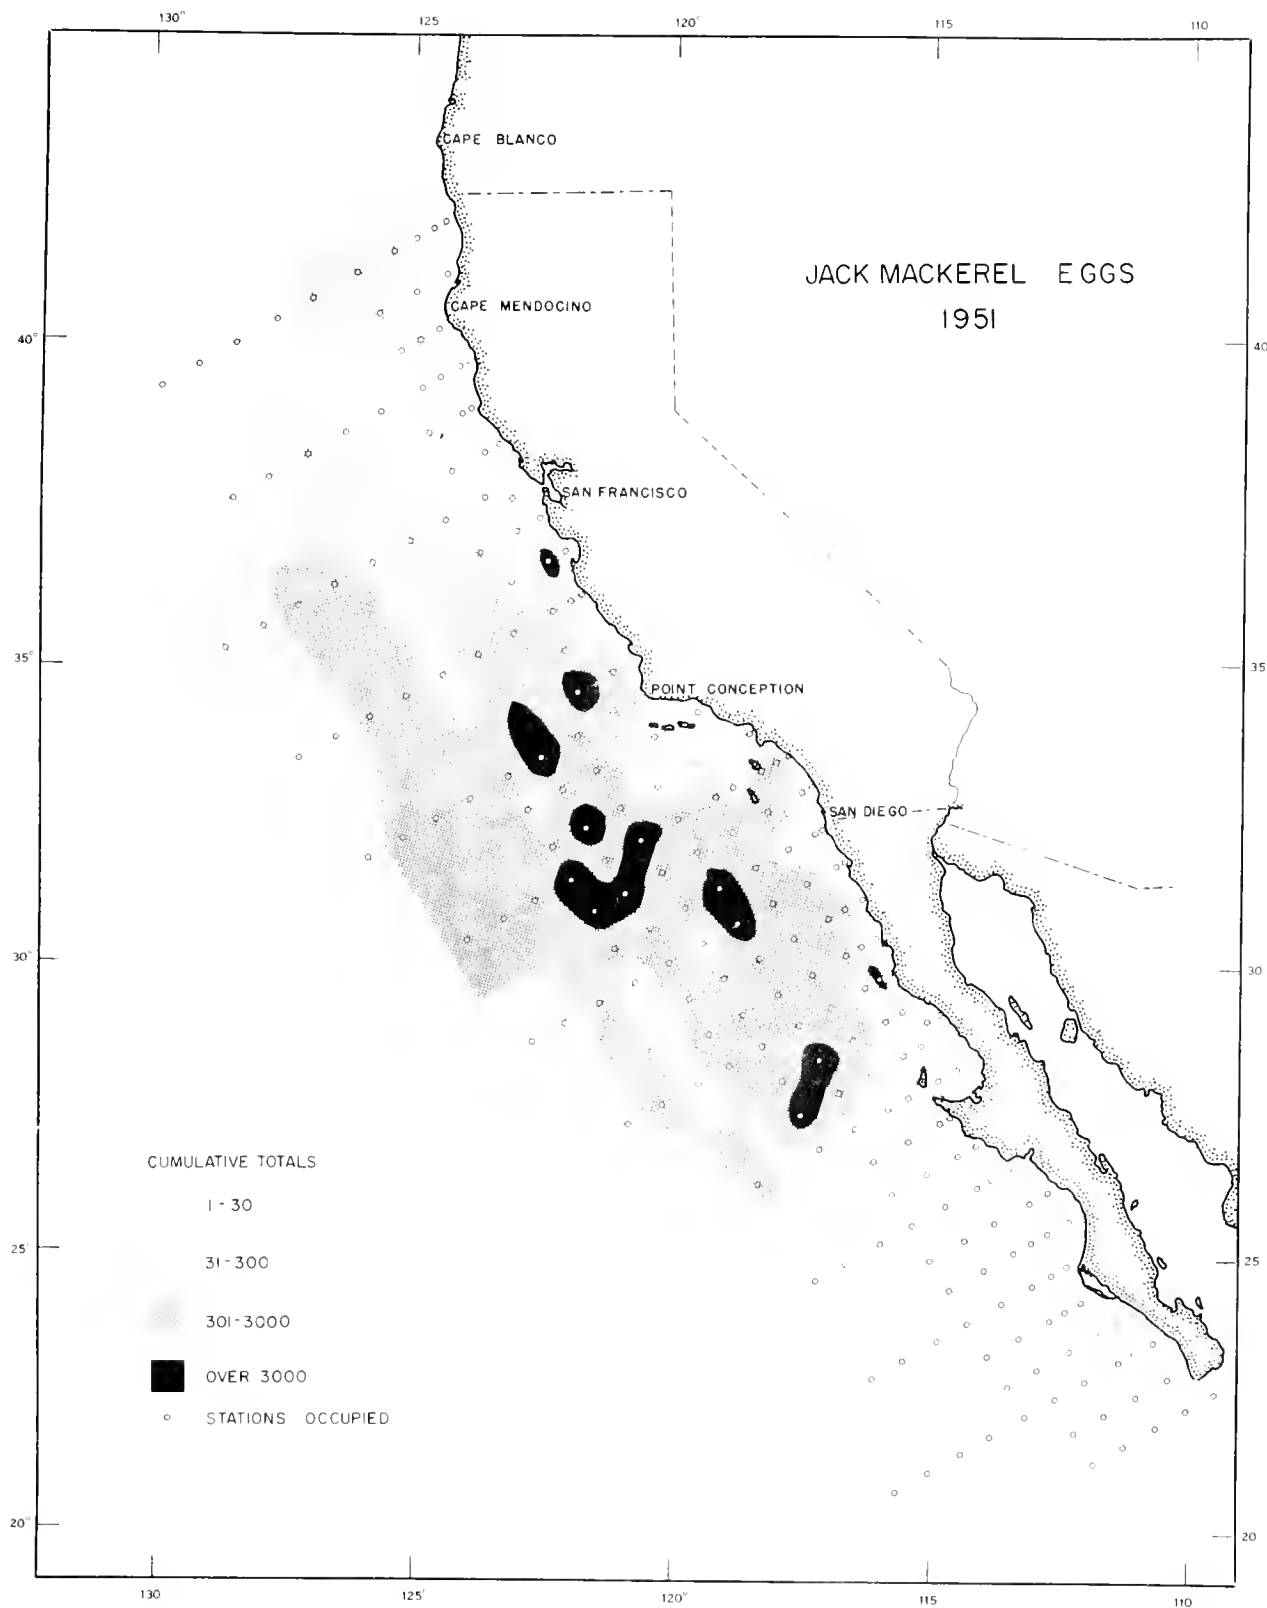 130° 125 120° 115 110
CAPE BLANCO
JACK MACKEREL EGGS
1951
CAPE MENDOCINO
40° 40
SAN FRANCISCO
35° 35
POINT CONCEPTION
SAN DIEGO
30° 30
CUMULATIVE TOTALS
1-30
31-300
301-3000
OVER 3000
STATIONS OCCUPIED
25° 25
20° 20
130 125° 120° 115 110